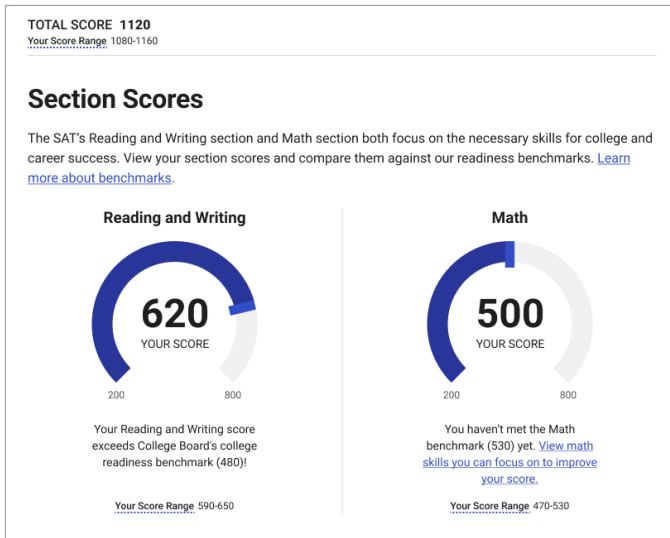 TOTAL SCORE 1120
Your Score Range 1080-1160
Section Scores
The SAT's Reading and Writing section and Math section both focus on the necessary skills for college and
career success. View your section scores and compare them against our readiness benchmarks. Learn
more about benchmarks.
Reading and Writing
620
YOUR SCORE
200 800
Your Reading and Writing score
exceeds College Board's college
readiness benchmark (480)!
Your Score Range 590-650
Math
500
YOUR SCORE
200 800
You haven't met the Math
benchmark (530) yet. View math
skills you can focus on to improve
your score.
Your Score Range 470-530